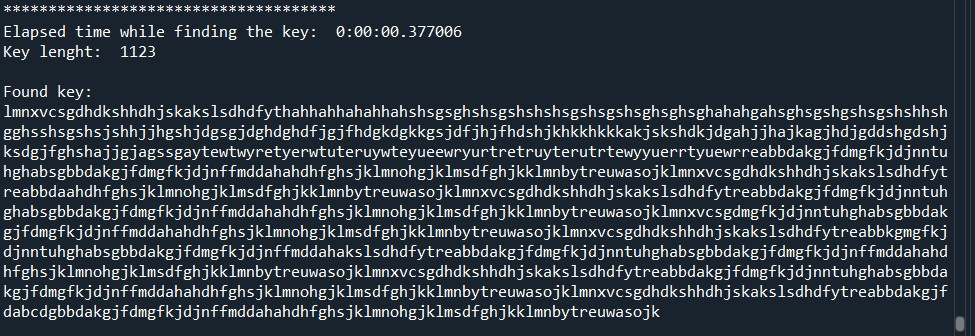 *************************************
Elapsed time while finding the key:  0:00:00.377006
Key lenght:  1123
Found key:
lmnxvcsgdhdkshhdhjskakslsdhdfythahhahhahahhahshsgsghshsgshshshsgshsgshsghsghsghahahgahsghsgshgshsgshshhsh
gghsshsgshsjshhjjhgshjdgsgjdghdghdfjgjfhdgkdgkkgsjdfjhjfhdshjkhkkhkkkakjskshdkjdgahjjhajkagjhdjgddshgdshj
ksdgjfghshajjgjagssgaytewtwyretyerwtuteruywteyueewryurtretruyterutrtewyyuerrtyuewrreabbdakgjfdmgfkjdjnntu
hghabsgbbdakgjfdmgfkjdjnffmddahahdhfghsjklmnohgjklmsdfghjkklmnbytreuwasojklmnxvcsgdhdkshhdhjskakslsdhdfyt
reabbdaahdhfghsjklmnohgjklmsdfghjkklmnbytreuwasojklmnxvcsgdhdkshhdhjskakslsdhdfytreabbdakgjfdmgfkjdjnntuh
ghabsgbbdakgjfdmgfkjdjnffmddahahdhfghsjklmnohgjklmsdfghjkklmnbytreuwasojklmnxvcsgdmgfkjdjnntuhghabsgbbdak
gjfdmgfkjdjnffmddahahdhfghsjklmnohgjklmsdfghjkklmnbytreuwasojklmnxvcsgdhdkshhdhjskakslsdhdfytreabbkgmgfkj
djnntuhghabsgbbdakgjfdmgfkjdjnffmddahakslsdhdfytreabbdakgjfdmgfkjdjnntuhghabsgbbdakgjfdmgfkjdjnffmddahahd
hfghsjklmnohgjklmsdfghjkklmnbytreuwasojklmnxvcsgdhdkshhdhjskakslsdhdfytreabbdakgjfdmgfkjdjnntuhghabsgbbda
kgjfdmgfkjdjnffmddahahdhfghsjklmnohgjklmsdfghjkklmnbytreuwasojklmnxvcsgdhdkshhdhjskakslsdhdfytreabbdakgjf
dabcdgbbdakgjfdmgfkjdjnffmddahahdhfghsjklmnohgjklmsdfghjkklmnbytreuwasojk